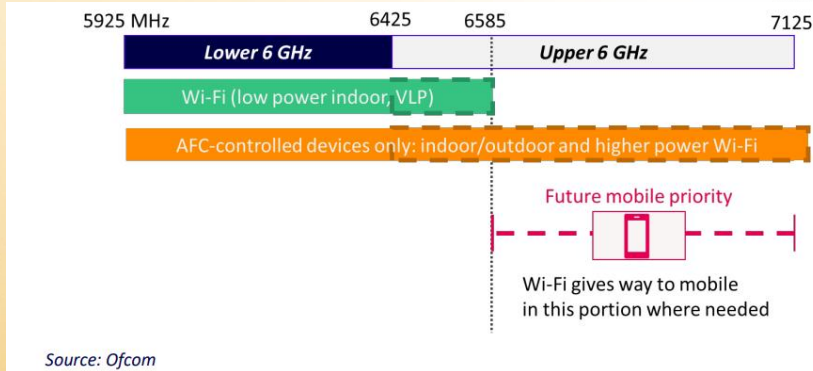 5925 MHz 6425 6585 7125
Lower 6 GHz Upper 6 GHz
Wi-Fi (low power indoor, VLP)
AFC-controlled devices only: indoor/outdoor and higher power Wi-Fi
Future mobile priority
Wi-Fi gives way to mobile
in this portion where needed
Source: Ofcom